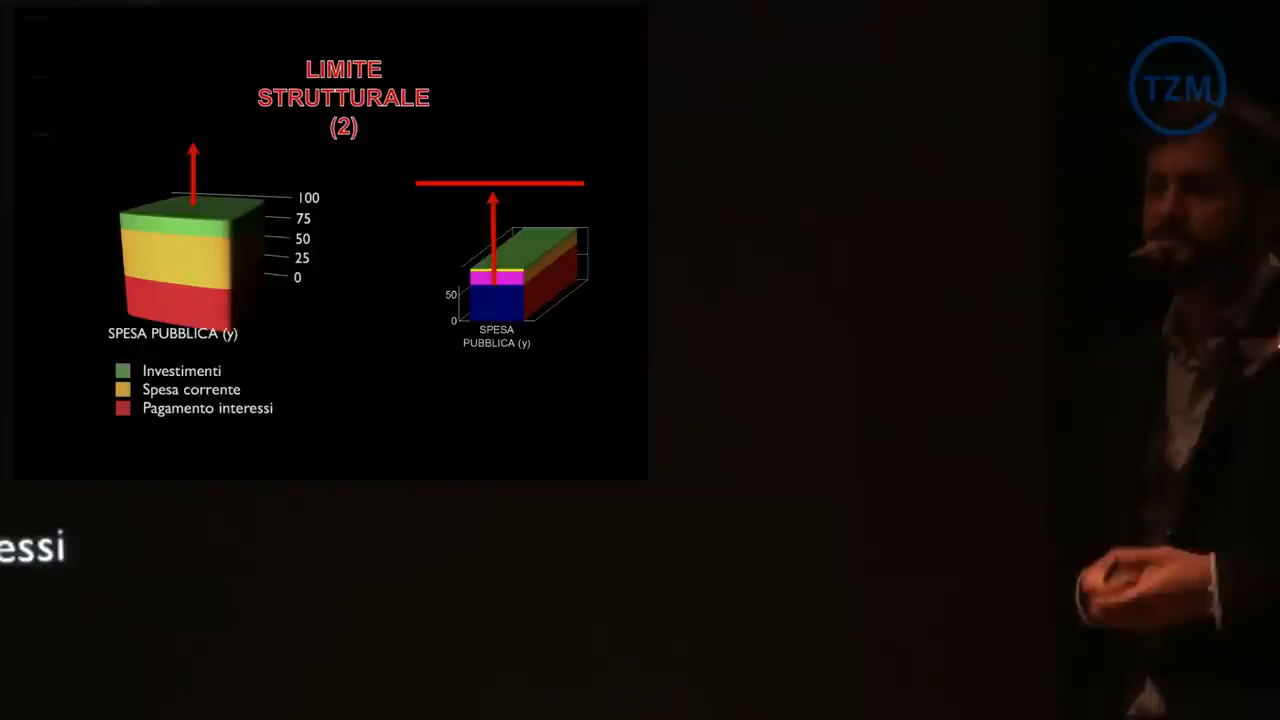 LIMITE
STRUTTURALE
(2)
100
75
50
25
0
SPESA PUBBLICA (y)
Investimenti
Spesa corrente
Pagamento interessi
50
0
SPESA
PUBBLICA (y)
essi
TZM